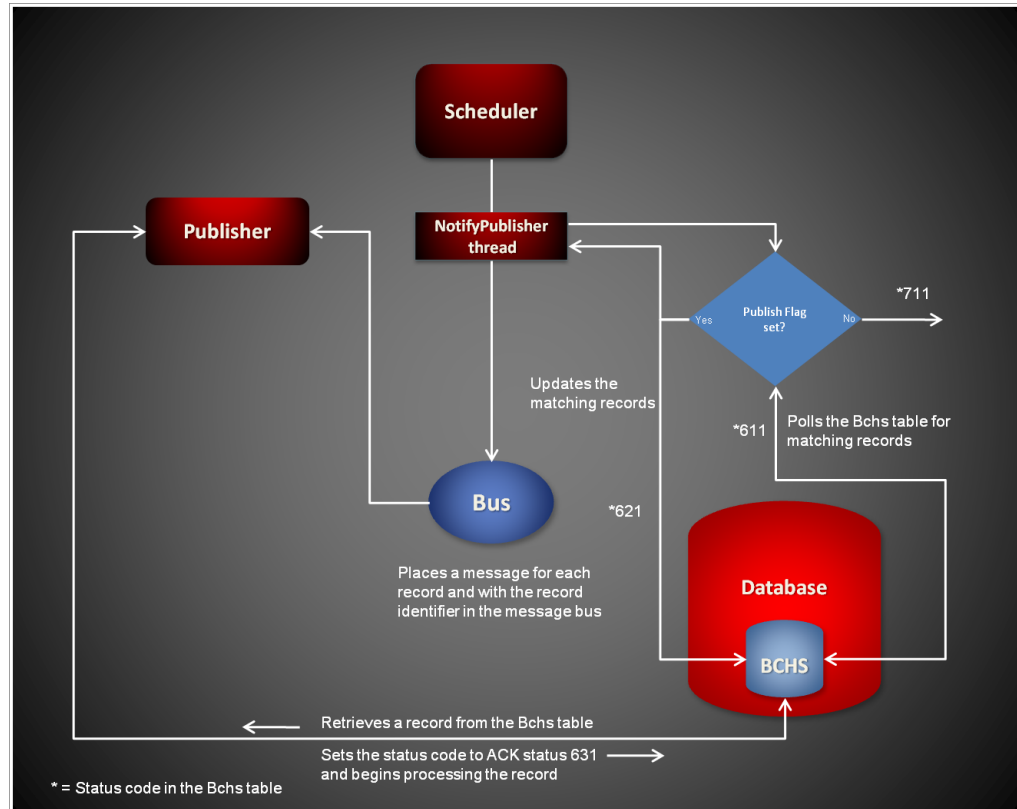 Scheduler
NotifyPublisher
thread
Publisher
*711
Publish Flag
set?
Yes
No
Updates the
matching records
*611
Polls the Bchs table for
matching records
Bus
*621
Places a message for each
record and with the record
identifier in the message bus
Database
BCHS
Retrieves a record from the Bchs table
Sets the status code to ACK status 631
and begins processing the record
* = Status code in the Bchs table